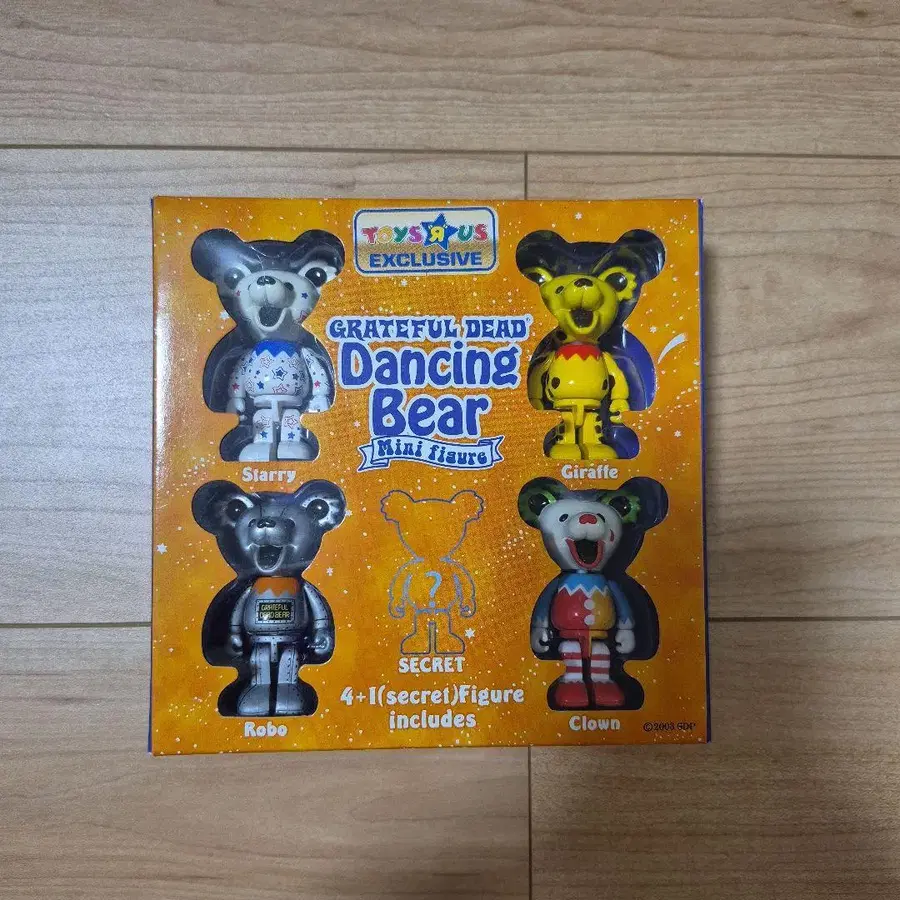 TOYS"R"US
EXCLUSIVE
GRATEFUL DEAD
Dancing
Bear
Mini figure
Starry
Giraffe
GRATEFUL
DEAD BEAR
?
SECRET
4+1(secret)Figure
includes
Robo
Clown
©2003 GDP